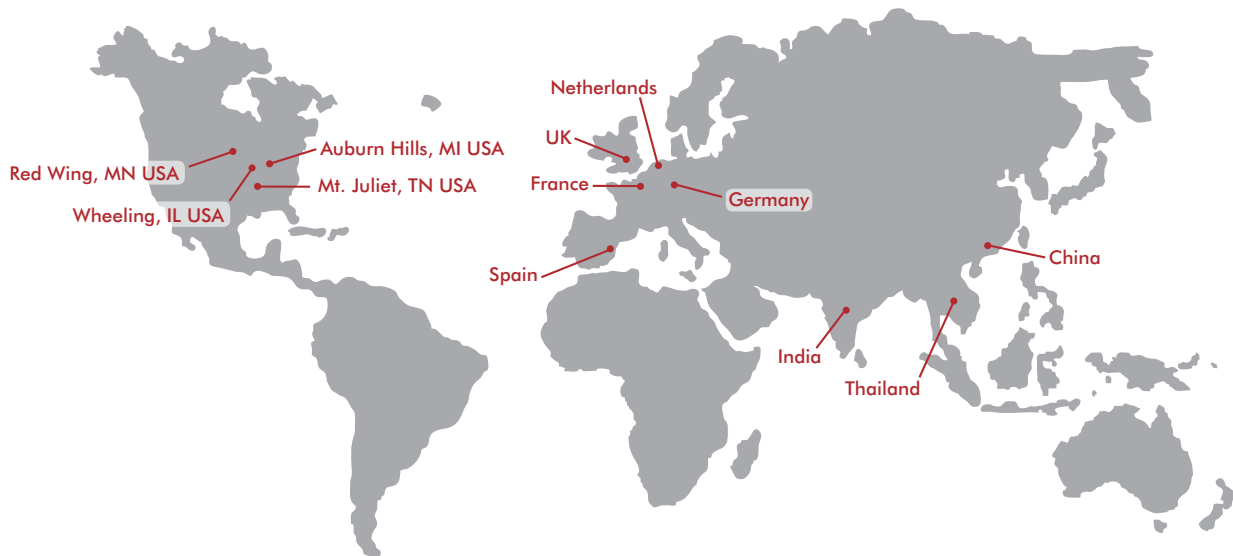 Netherlands
UK
Auburn Hills, MI USA
Red Wing, MN USA
France
Mt. Juliet, TN USA
Germany
Wheeling, IL USA
China
Spain
India
Thailand